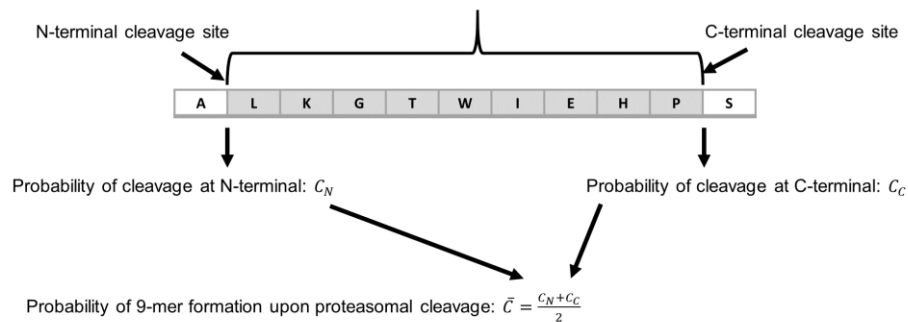 N-terminal cleavage site
C-terminal cleavage site
A L K G T W I E H P S
Probability of cleavage at N-terminal: C_N
Probability of cleavage at C-terminal: C_C
Probability of 9-mer formation upon proteasomal cleavage: C̄ = (C_N+C_C)/2